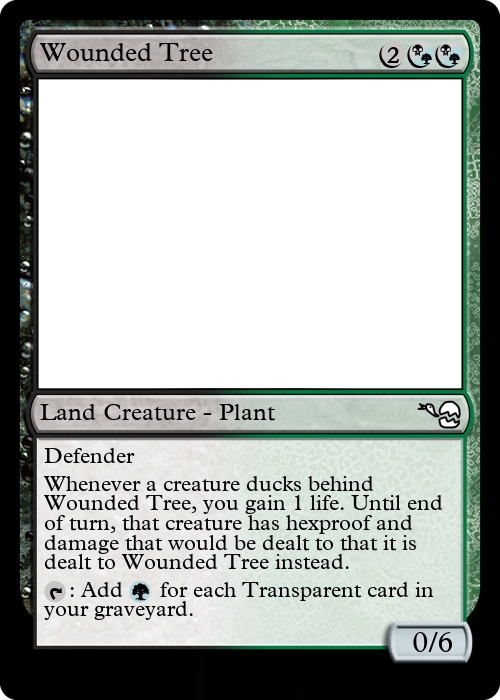 Wounded Tree 2
Land Creature - Plant
Defender
Whenever a creature ducks behind
Wounded Tree, you gain 1 life. Until end
of turn, that creature has hexproof and
damage that would be dealt to that it is
dealt to Wounded Tree instead.
: Add for each Transparent card in
your graveyard.
0/6